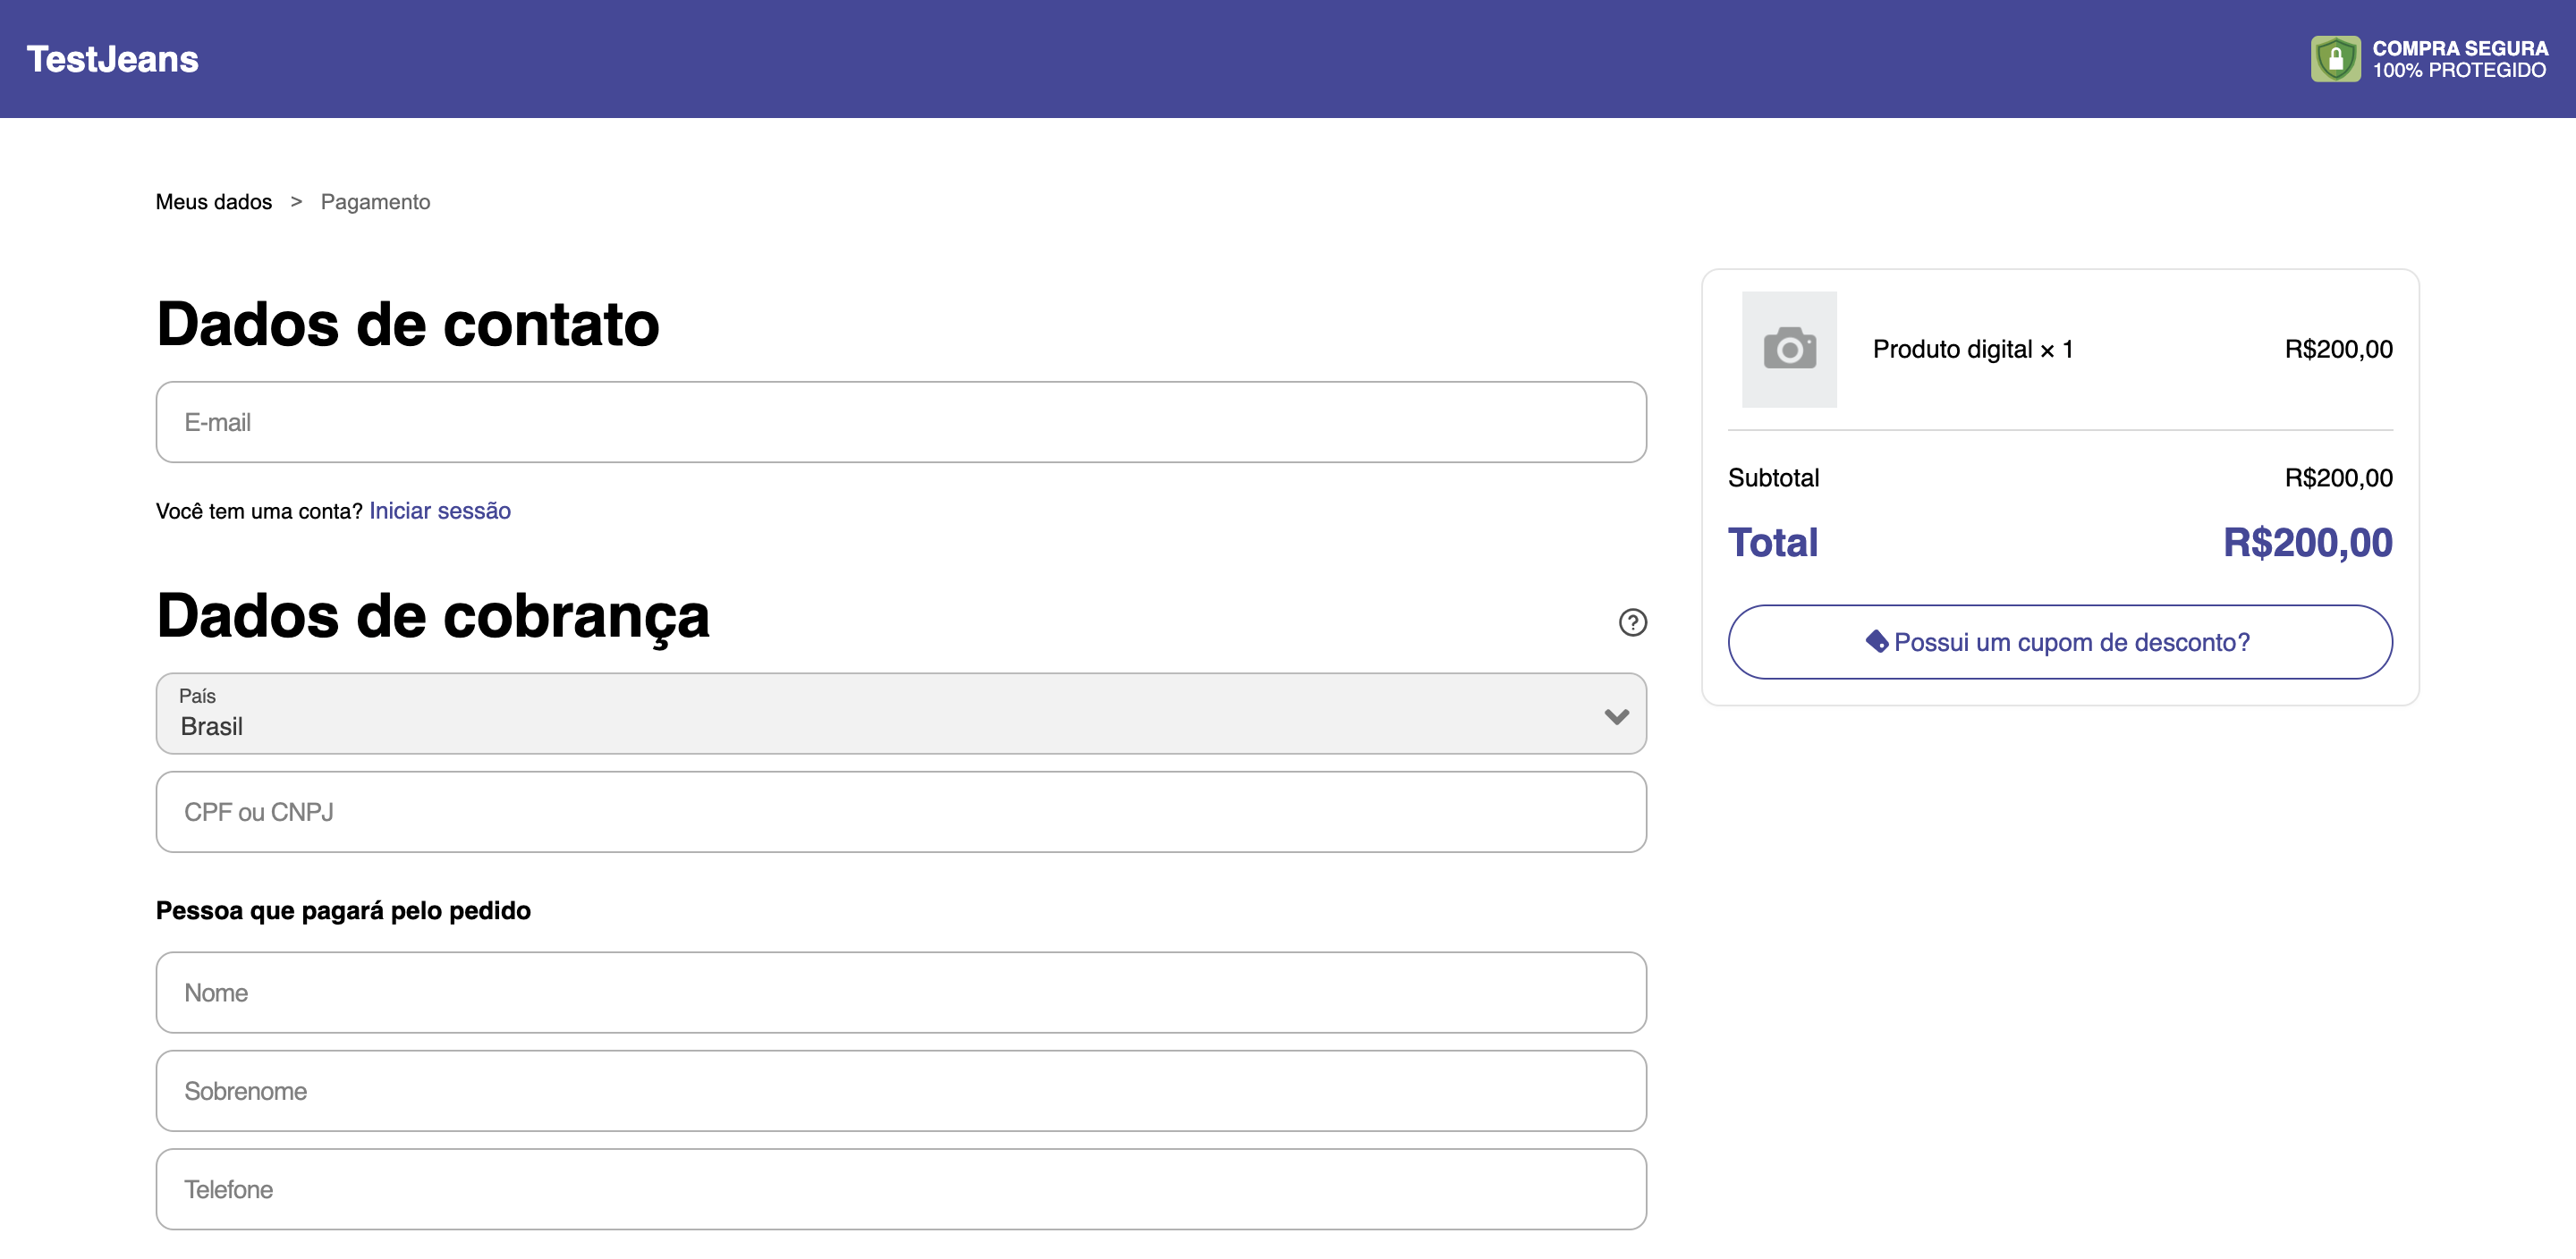 TestJeans
COMPRA SEGURA
100% PROTEGIDO
Meus dados > Pagamento
Dados de contato
E-mail
Você tem uma conta? Iniciar sessão
Dados de cobrança
?
País
Brasil
CPF ou CNPJ
Pessoa que pagará pelo pedido
Nome
Sobrenome
Telefone
Produto digital × 1 R$200,00
Subtotal R$200,00
Total R$200,00
Possui um cupom de desconto?